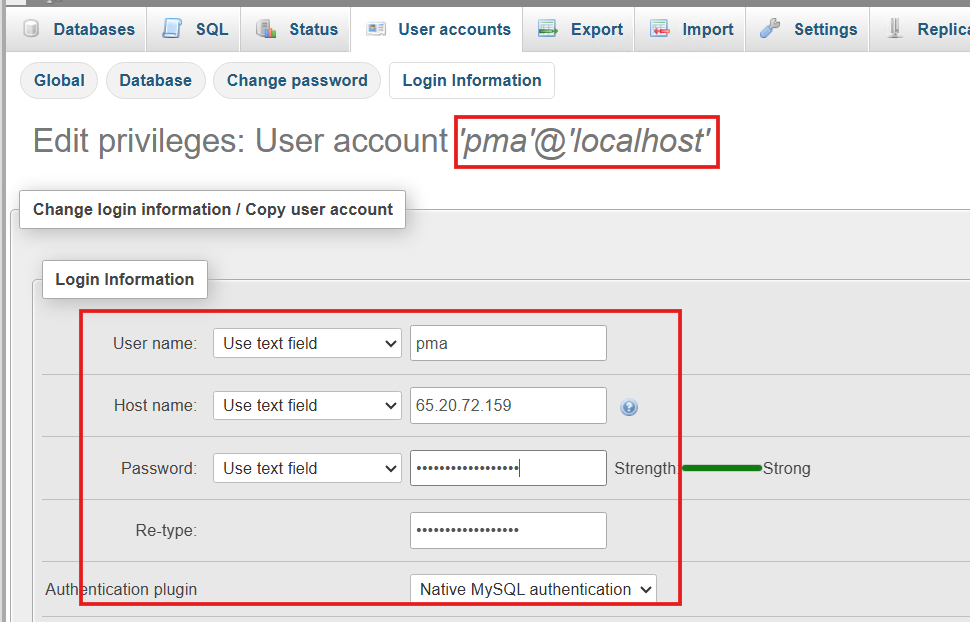 Databases SQL Status User accounts Export Import Settings Replica
Global Database Change password Login Information
Edit privileges: User account 'pma'@'localhost'
Change login information / Copy user account
Login Information
User name: Use text field pma
Host name: Use text field 65.20.72.159
Password: Use text field •••••••••••••••••• Strength: Strong
Re-type: ••••••••••••••••••
Authentication plugin Native MySQL authentication